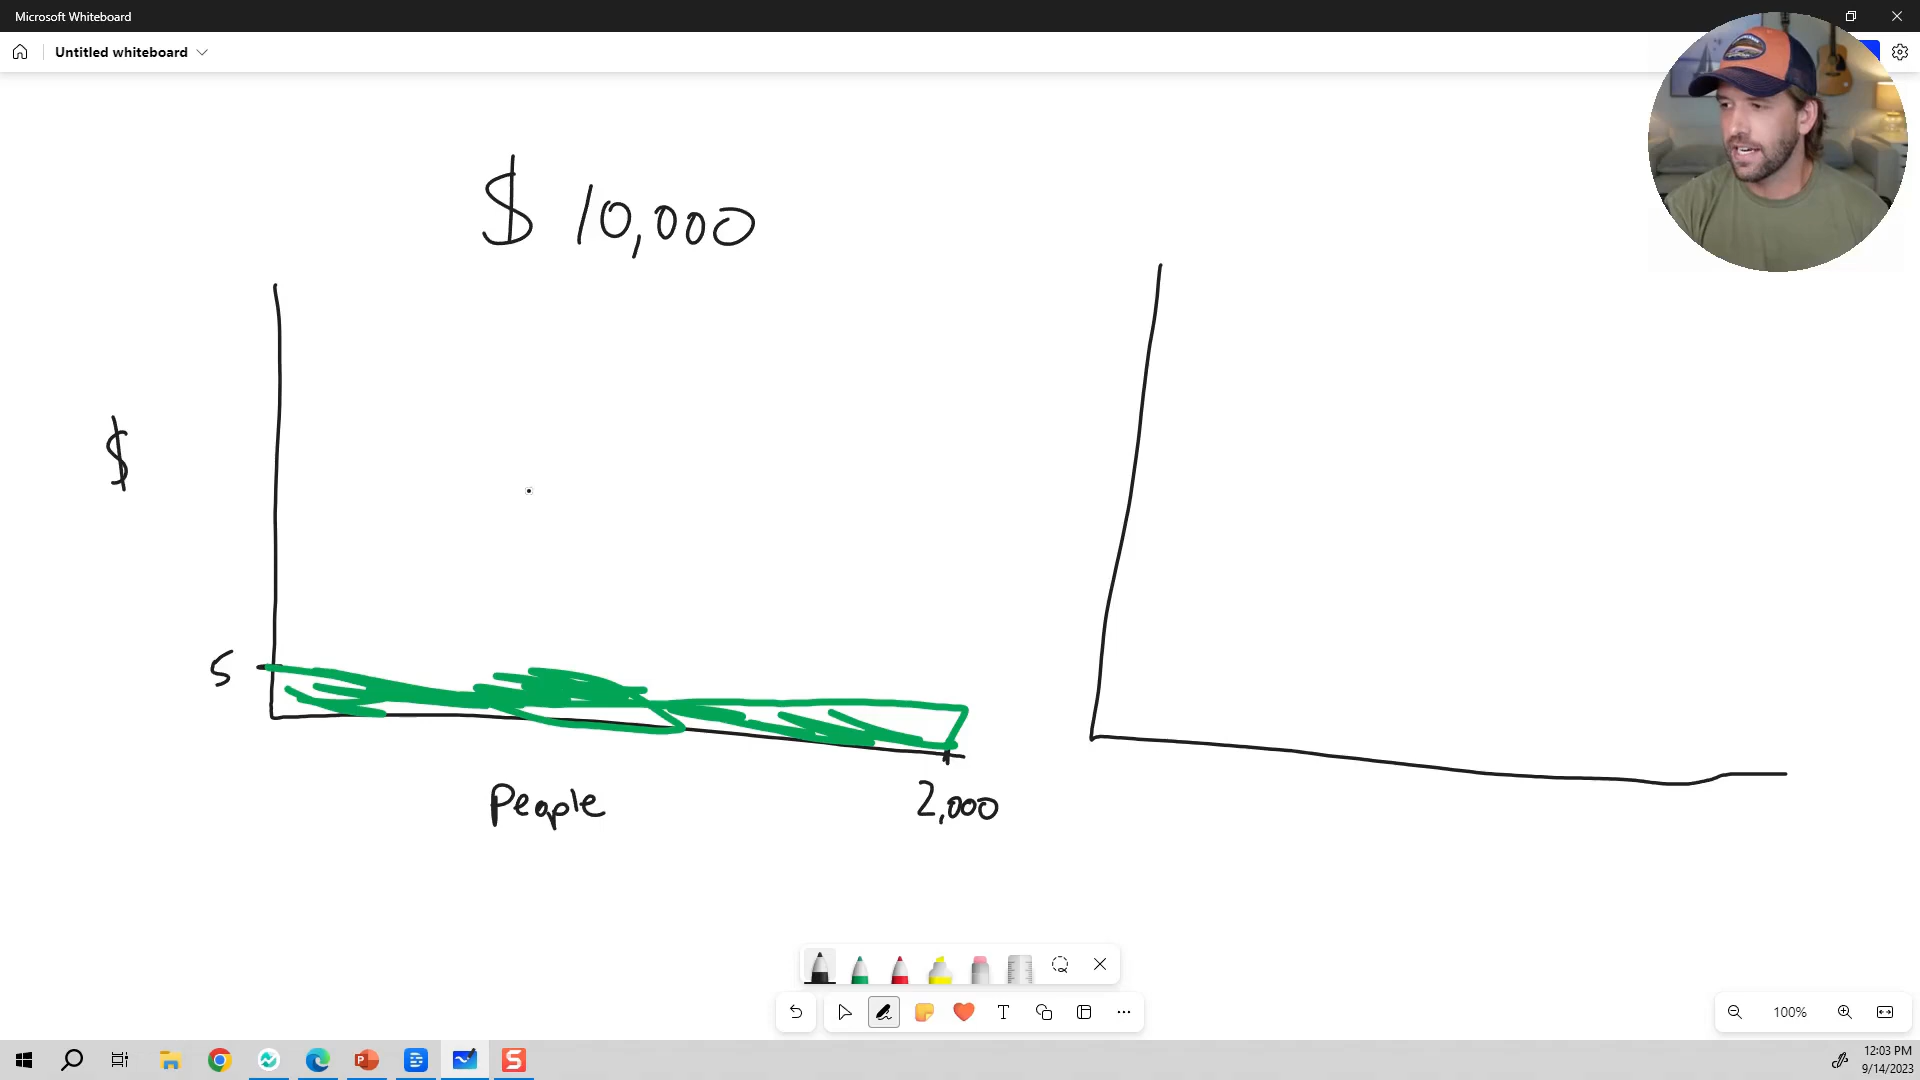 Microsoft Whiteboard
Untitled whiteboard
$ 10,000
$
5
People
2,000
100%
12:03 PM
9/14/2023